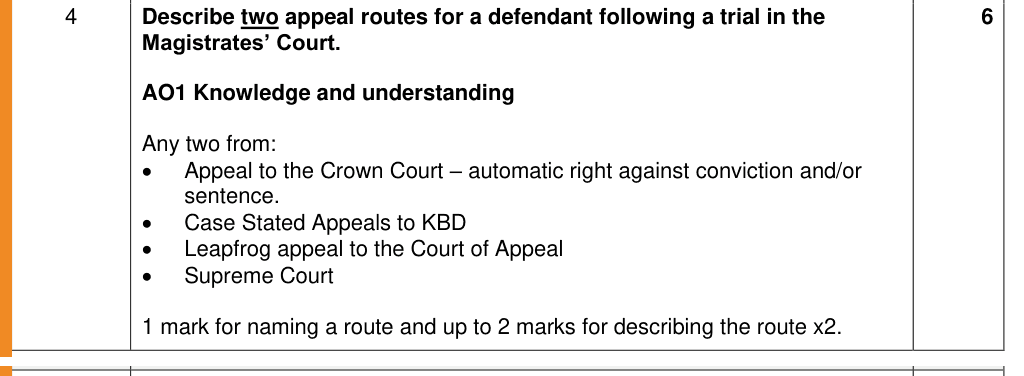 4 Describe two appeal routes for a defendant following a trial in the 6
Magistrates’ Court.
AO1 Knowledge and understanding
Any two from:
• Appeal to the Crown Court – automatic right against conviction and/or
sentence.
• Case Stated Appeals to KBD
• Leapfrog appeal to the Court of Appeal
• Supreme Court
1 mark for naming a route and up to 2 marks for describing the route x2.